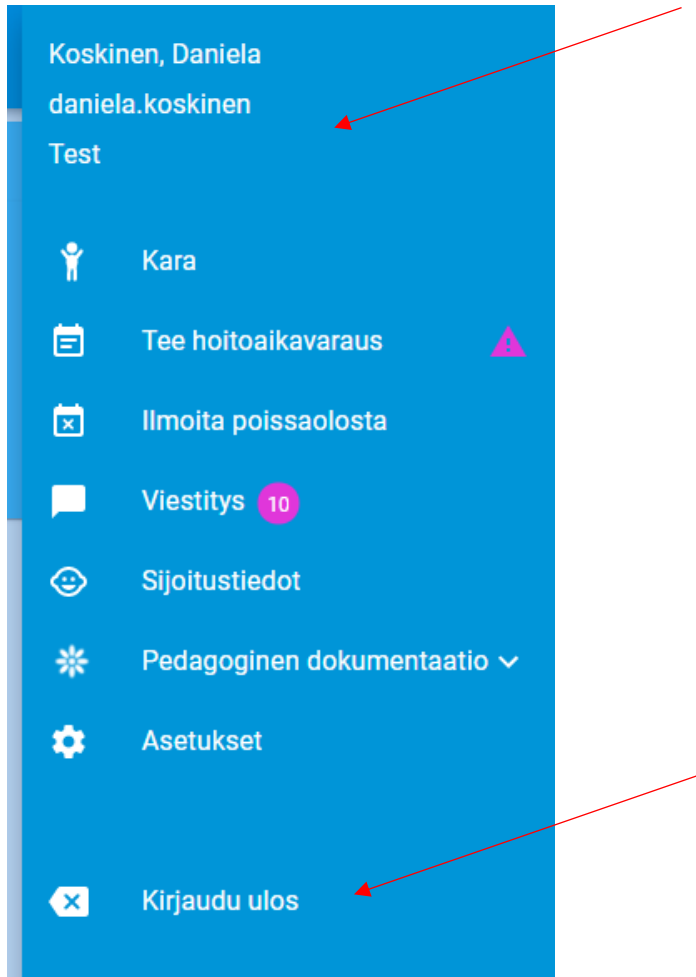 Koskinen, Daniela
daniela.koskinen
Test
Kara
Tee hoitoaikavaraus
Ilmoita poissaolosta
Viestitys 10
Sijoitustiedot
Pedagoginen dokumentaatio
Asetukset
Kirjaudu ulos